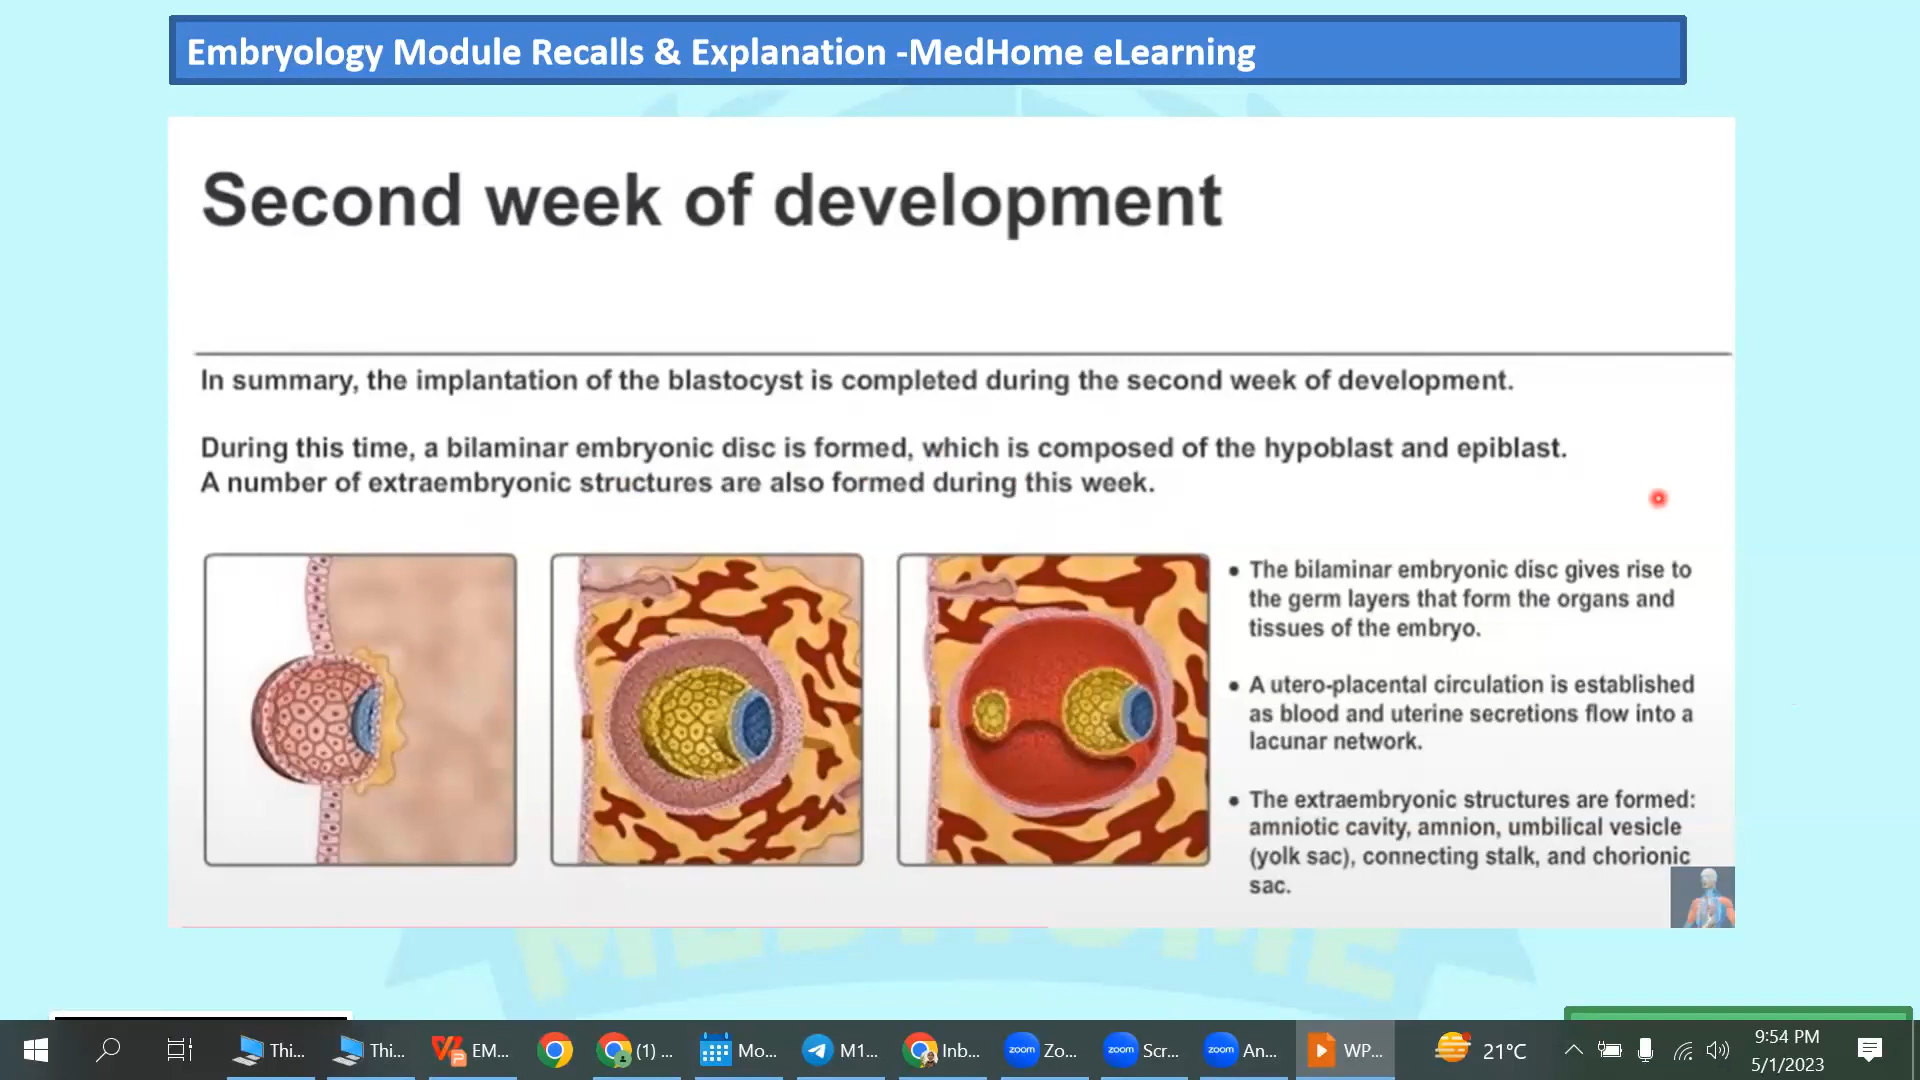 Embryology Module Recalls & Explanation -MedHome eLearning
Second week of development
In summary, the implantation of the blastocyst is completed during the second week of development.
During this time, a bilaminar embryonic disc is formed, which is composed of the hypoblast and epiblast.
A number of extraembryonic structures are also formed during this week.
• The bilaminar embryonic disc gives rise to
the germ layers that form the organs and
tissues of the embryo.
• A utero-placental circulation is established
as blood and uterine secretions flow into a
lacunar network.
• The extraembryonic structures are formed:
amniotic cavity, amnion, umbilical vesicle
(yolk sac), connecting stalk, and chorionic
sac.
MEDHOME
Thi...
Thi...
EM...
(1) ...
Mo...
M1...
Inb...
zoom Zo...
zoom Scr...
zoom An...
WP...
21°C
9:54 PM
5/1/2023